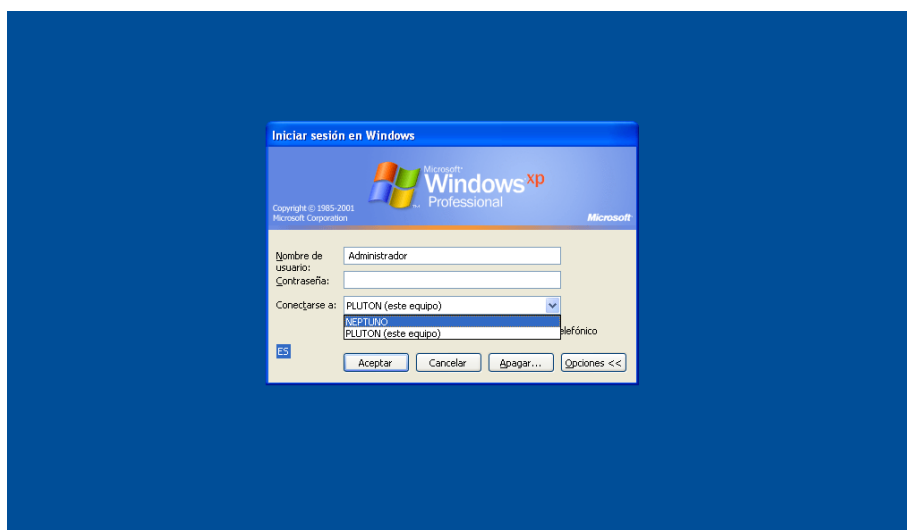 Iniciar sesión en Windows
Microsoft®
Windows xp
Professional
Copyright © 1985-2001
Microsoft Corporation
Microsoft
Nombre de usuario:
Administrador
Contraseña:
Conectarse a:
PLUTON (este equipo)
NEPTUNO
PLUTON (este equipo)
elefónico
ES
Aceptar
Cancelar
Apagar...
Opciones <<